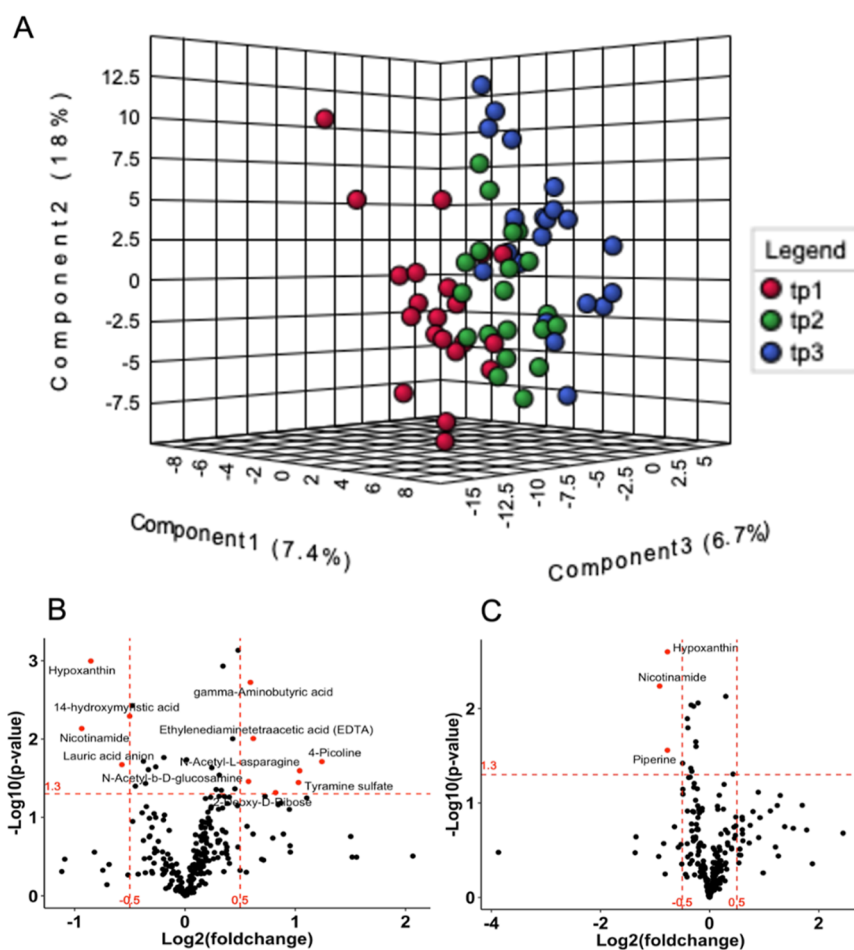 A
Component2 (18%)
12.5
10
7.5
5
2.5
0
-2.5
-5
-7.5
-8 -6 -4 -2 0 2 4 6 8
Component1 (7.4%)
-15 -12.5 -10 -7.5 -5 -2.5 0 2.5 5
Component3 (6.7%)
Legend
tp1
tp2
tp3
B
-Log10(p-value)
3
2
1
0
1.3
Hypoxanthin
gamma-Aminobutyric acid
14-hydroxymyristic acid
Nicotinamide
Ethylenediaminetetraacetic acid (EDTA)
Lauric acid anion
4-Picoline
N-Acetyl-L-asparagine
N-Acetyl-b-D-glucosamine
Tyramine sulfate
2-Deoxy-D-Ribose
-0.5 0.5
-1 0 1 2
Log2(foldchange)
C
-Log10(p-value)
2
1
0
1.3
Hypoxanthin
Nicotinamide
Piperine
-0.5 0.5
-4 -2 0 2
Log2(foldchange)